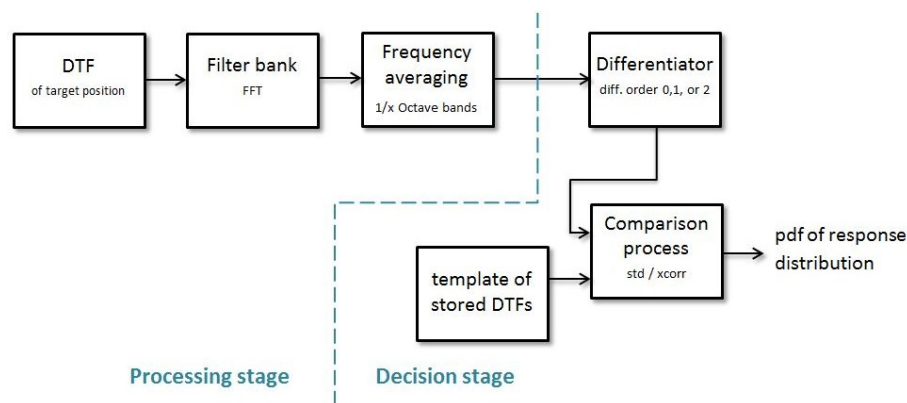 DTF
of target position
Filter bank
FFT
Frequency
averaging
1/x Octave bands
Differentiator
diff. order 0,1, or 2
Comparison
process
std / xcorr
pdf of response
distribution
template of
stored DTFs
Processing stage
Decision stage